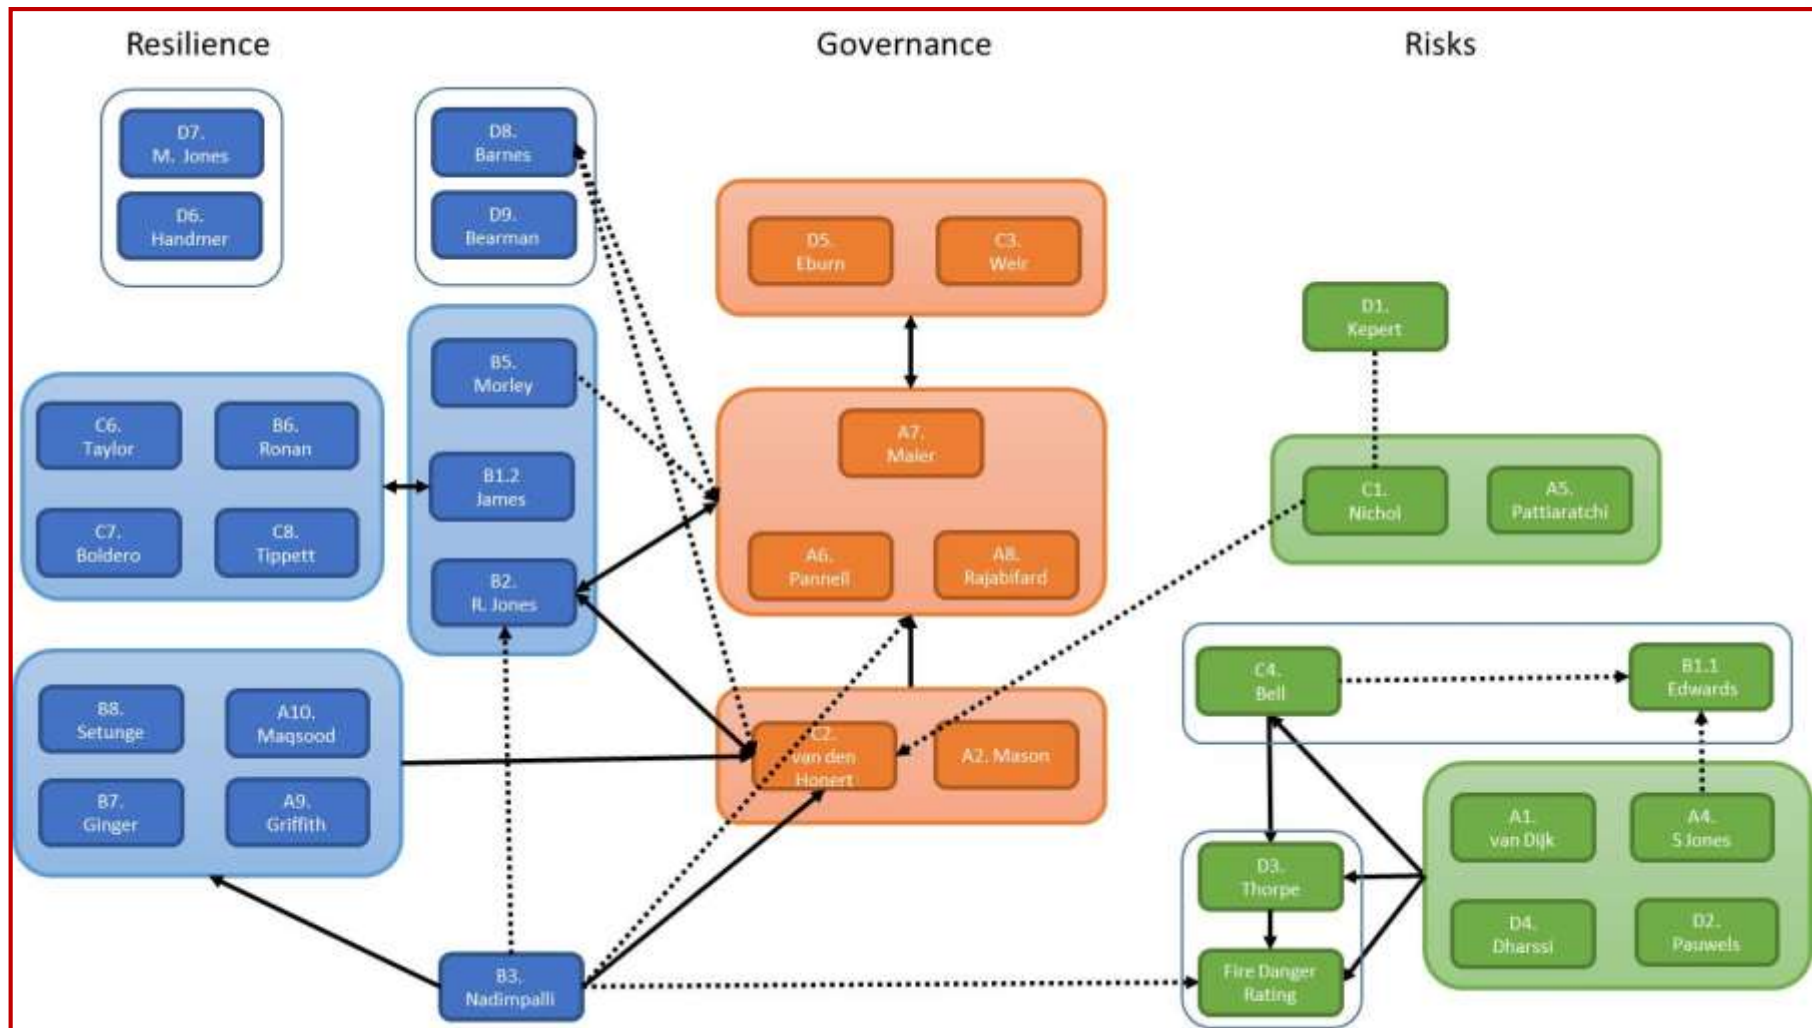 Resilience
Governance
Risks
D7.
M. Jones
D6.
Handmer
D8.
Barnes
D9.
Bearman
C6.
Taylor
B6.
Ronan
C7.
Boldero
C8.
Tippett
B5.
Morley
B1.2
James
B2.
R. Jones
B8.
Setunge
A10.
Maqsood
B7.
Ginger
A9.
Griffith
B3.
Nadimpalli
D5.
Eburn
C3.
Weir
A7.
Maier
A6.
Pannell
A8.
Rajabifard
C2.
van den
Honert
A2. Mason
D1.
Kepert
C1.
Nichol
A5.
Pattiaratchi
C4.
Bell
B1.1
Edwards
D3.
Thorpe
Fire Danger
Rating
A1.
van Dijk
A4.
S Jones
D4.
Dharssi
D2.
Pauwels